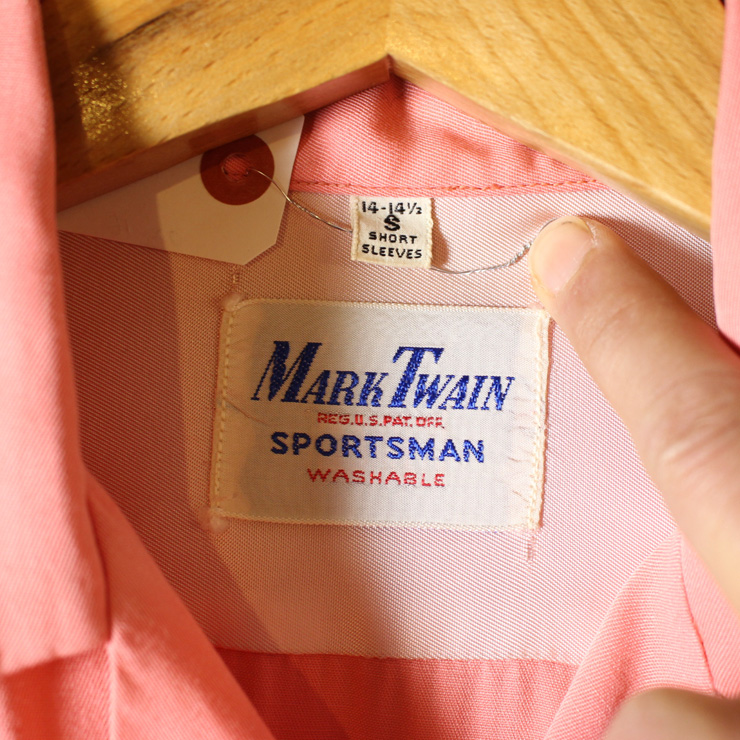 14-14½
S
SHORT
SLEEVES
MARK TWAIN
REG.U.S.PAT.OFF.
SPORTSMAN
WASHABLE